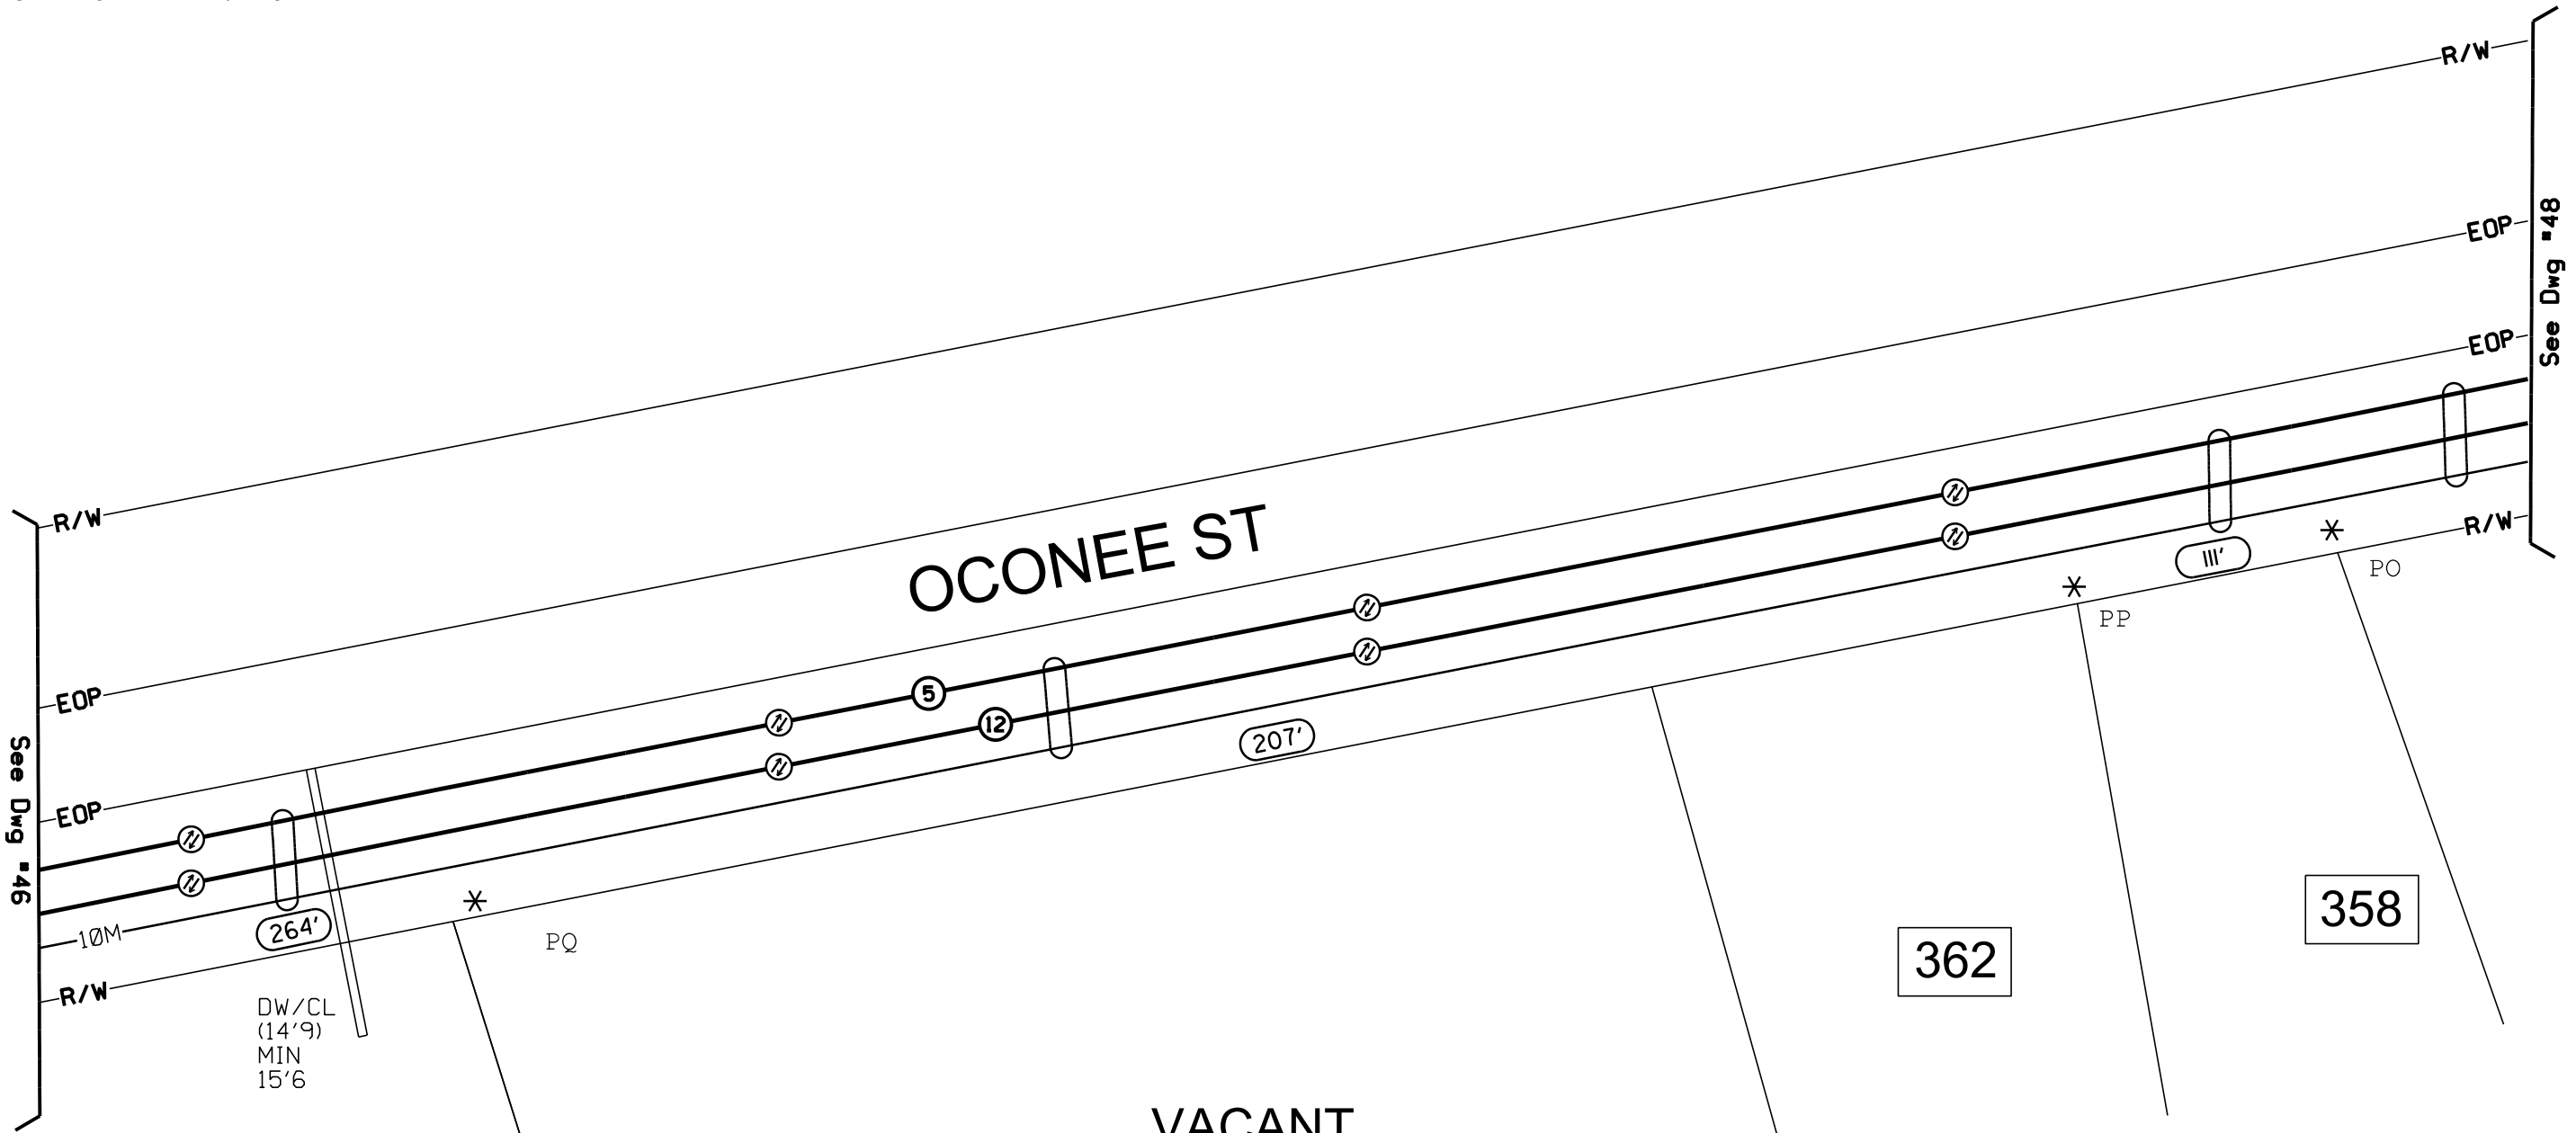 R/W
See Dwg #48
EOP
EOP
R/W
R/W
OCONEE ST
PO
111'
PP
EOP
5
12
207'
See Dwg #46
EOP
358
264'
10M
PQ
362
R/W
DW/CL
(14'9)
MIN
15'6
VACANT